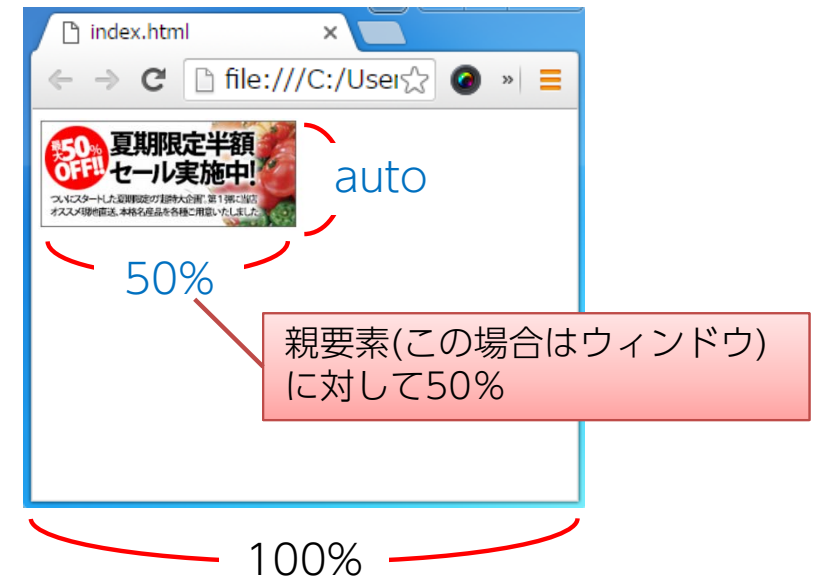 index.html
file:///C:/User
»
最大50%
OFF!!
夏期限定半額
セール実施中!
ついにスタートした夏期限定の「超特大企画」。第1弾に当店
オススメ現地直送、本格名産品を各種ご用意いたしました。
auto
50%
親要素(この場合はウィンドウ)
に対して50%
100%